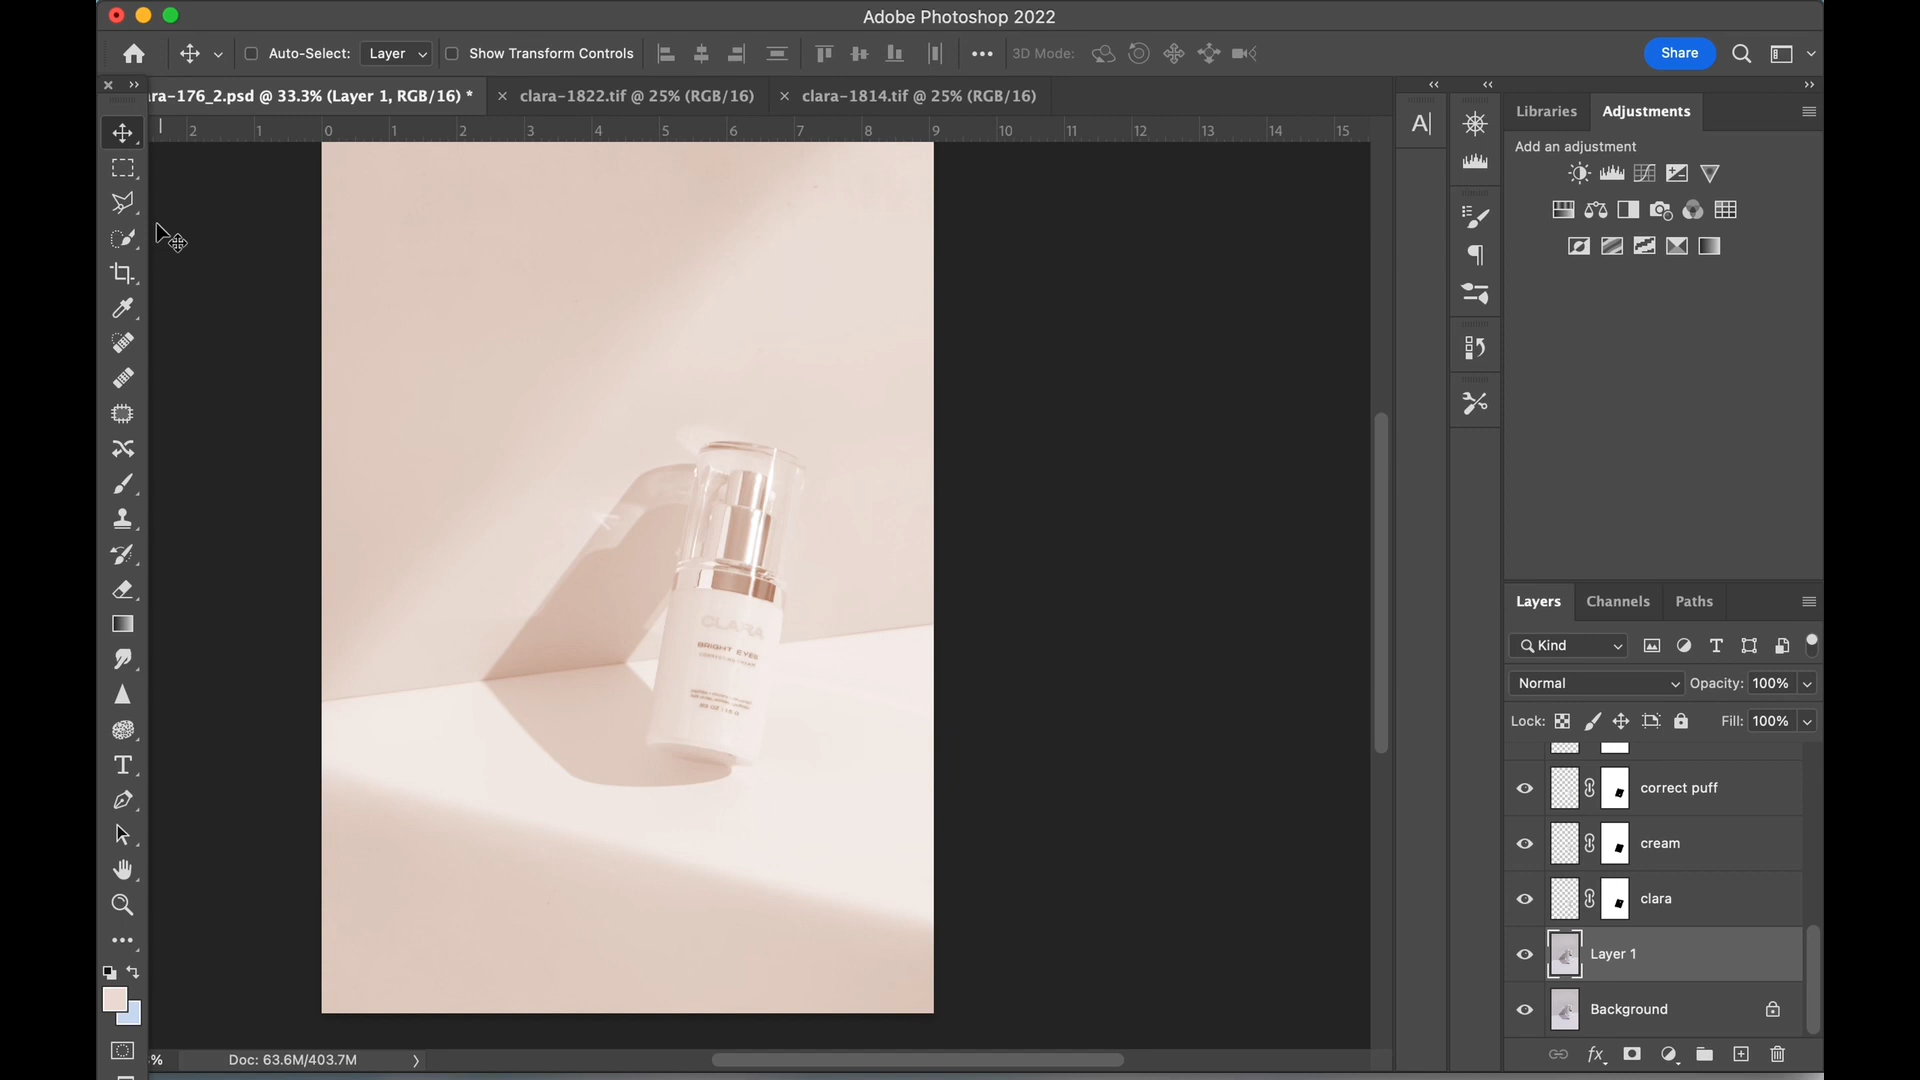 Adobe Photoshop 2022
Auto-Select: Layer Show Transform Controls 3D Mode: Share
ara-176_2.psd @ 33.3% (Layer 1, RGB/16) * clara-1822.tif @ 25% (RGB/16) clara-1814.tif @ 25% (RGB/16)
2 1 0 1 2 3 4 5 6 7 8 9 10 11 12 13 14 15
Libraries Adjustments
Add an adjustment
CLARA
BRIGHT EYES
CORRECTING CREAM
Layers Channels Paths
Kind
Normal Opacity: 100%
Lock: Fill: 100%
correct puff
cream
clara
Layer 1
Background
% Doc: 63.6M/403.7M